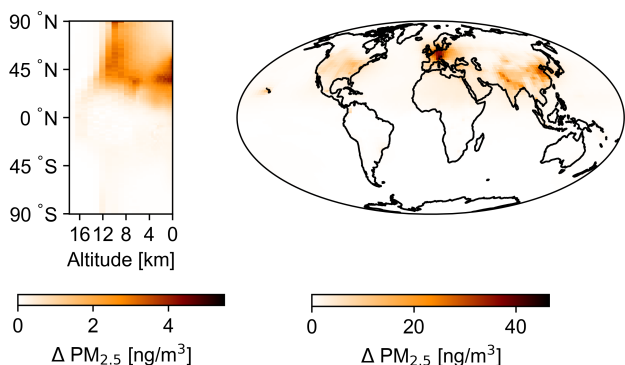 90 °N
45 °N
0 °N
45 °S
90 °S
16 12 8 4 0
Altitude [km]
0 2 4
Δ PM2.5 [ng/m³]
0 20 40
Δ PM2.5 [ng/m³]